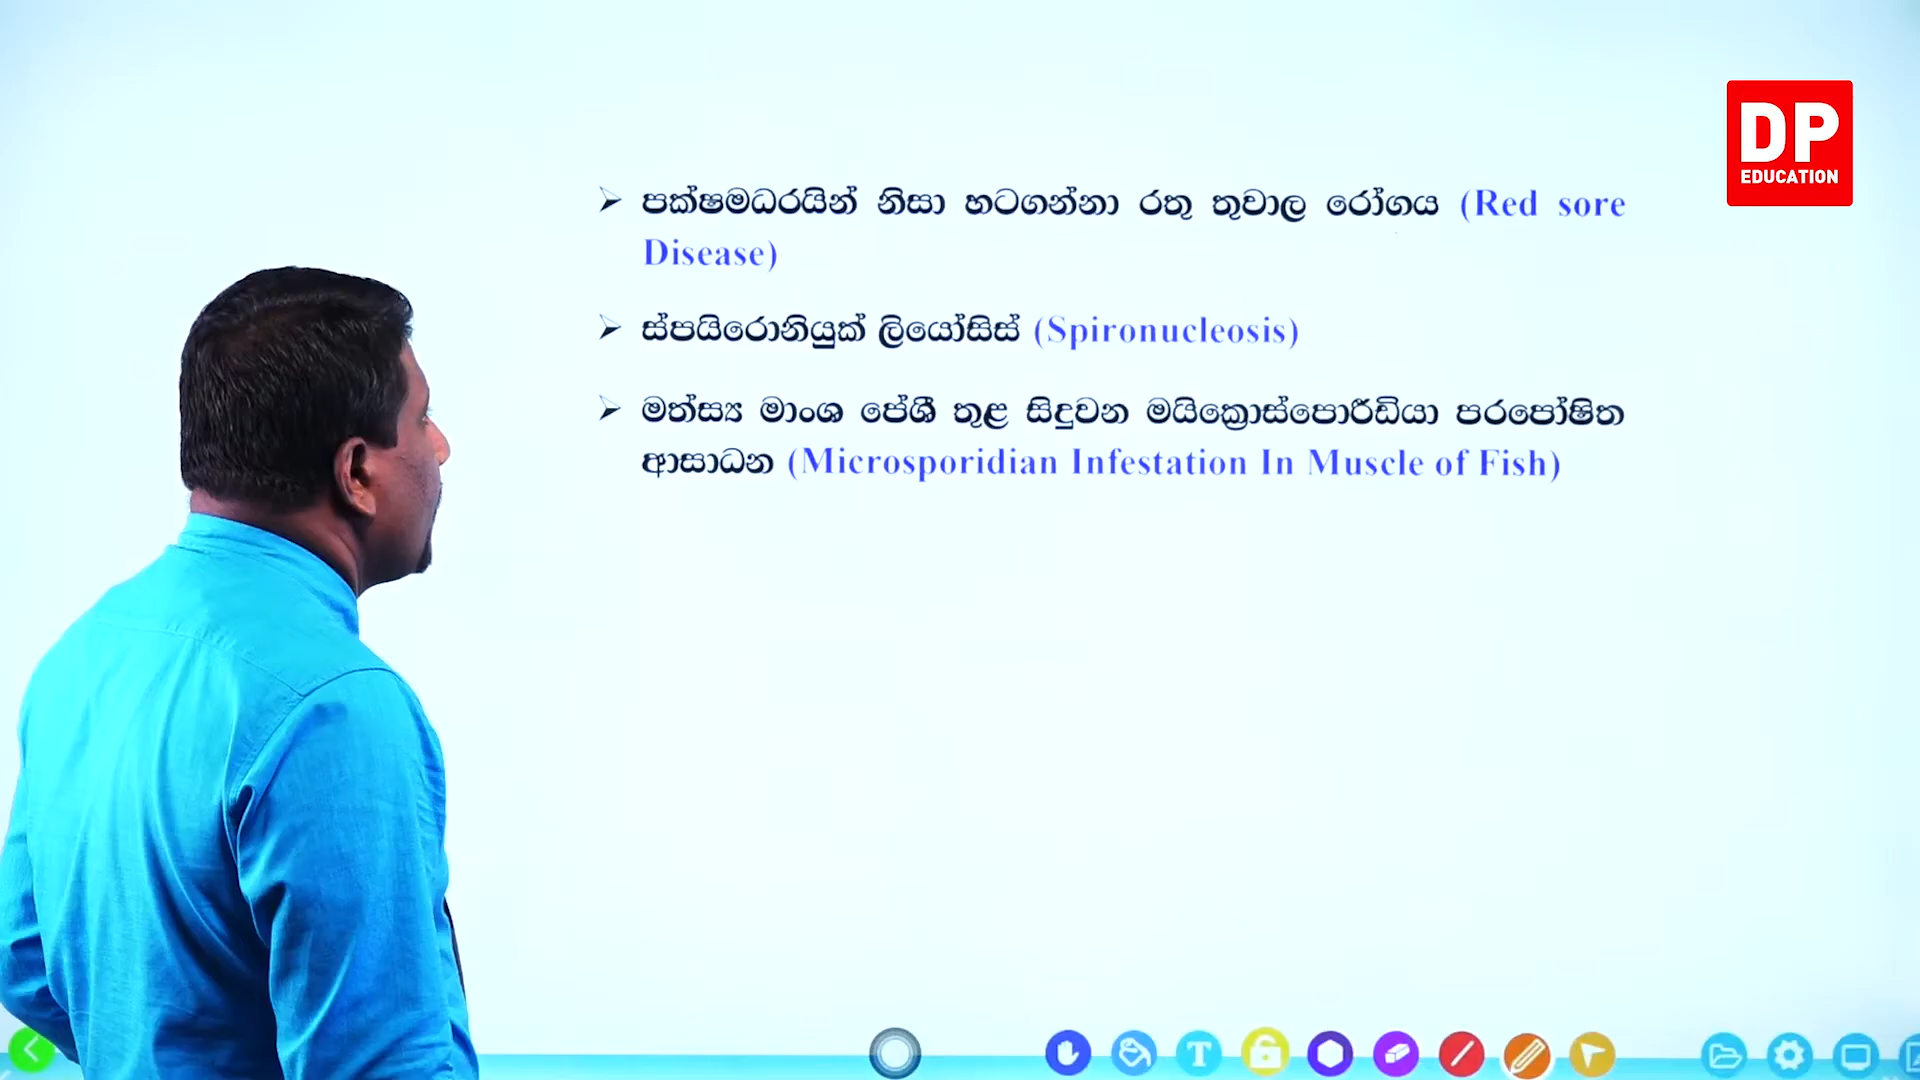 DP
EDUCATION
➢ පක්ෂමධරයින් නිසා හටගන්නා රතු තුවාල රෝගය (Red sore
Disease)
➢ ස්පයිරොනියුක් ලියෝසිස් (Spironucleosis)
➢ මත්ස්‍ය මාංශ පේශී තුළ සිදුවන මයික්‍රොස්පොරීඩියා පරපෝෂිත
ආසාධන (Microsporidian Infestation In Muscle of Fish)
T